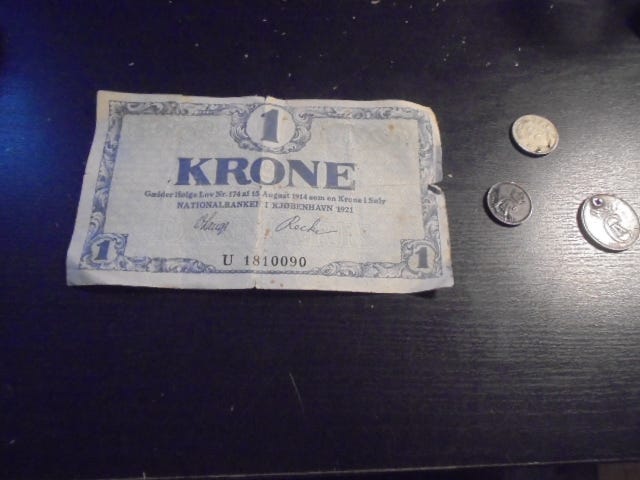 1
KRONE
Gælder ifølge Lov Nr. 174 af 15 August 1914 som en Krone i Sølv
NATIONALBANKEN I KJØBENHAVN 1921
1
U 1810090
1